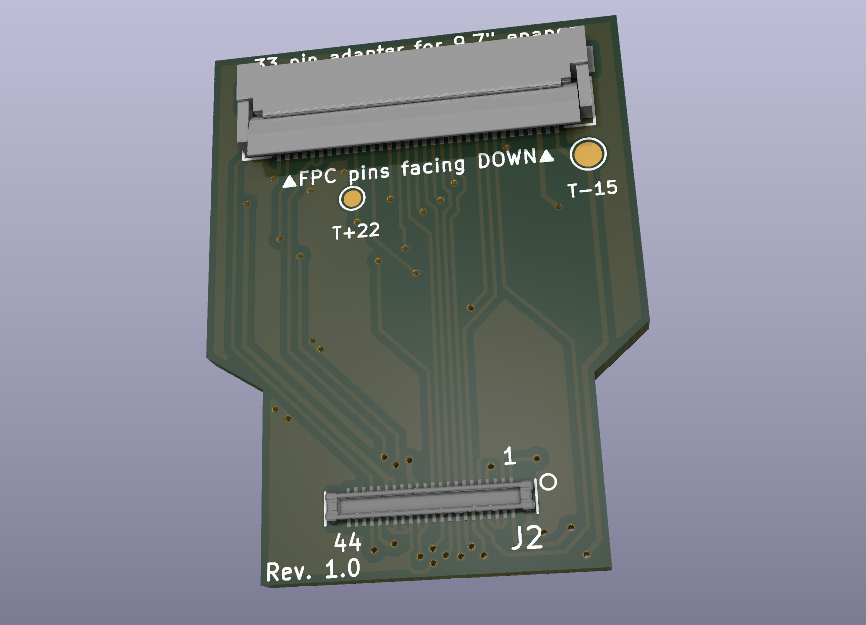 33 pin adapter for 9.7"
▲FPC pins facing DOWN▲
T-15
T+22
1
44
J2
Rev. 1.0